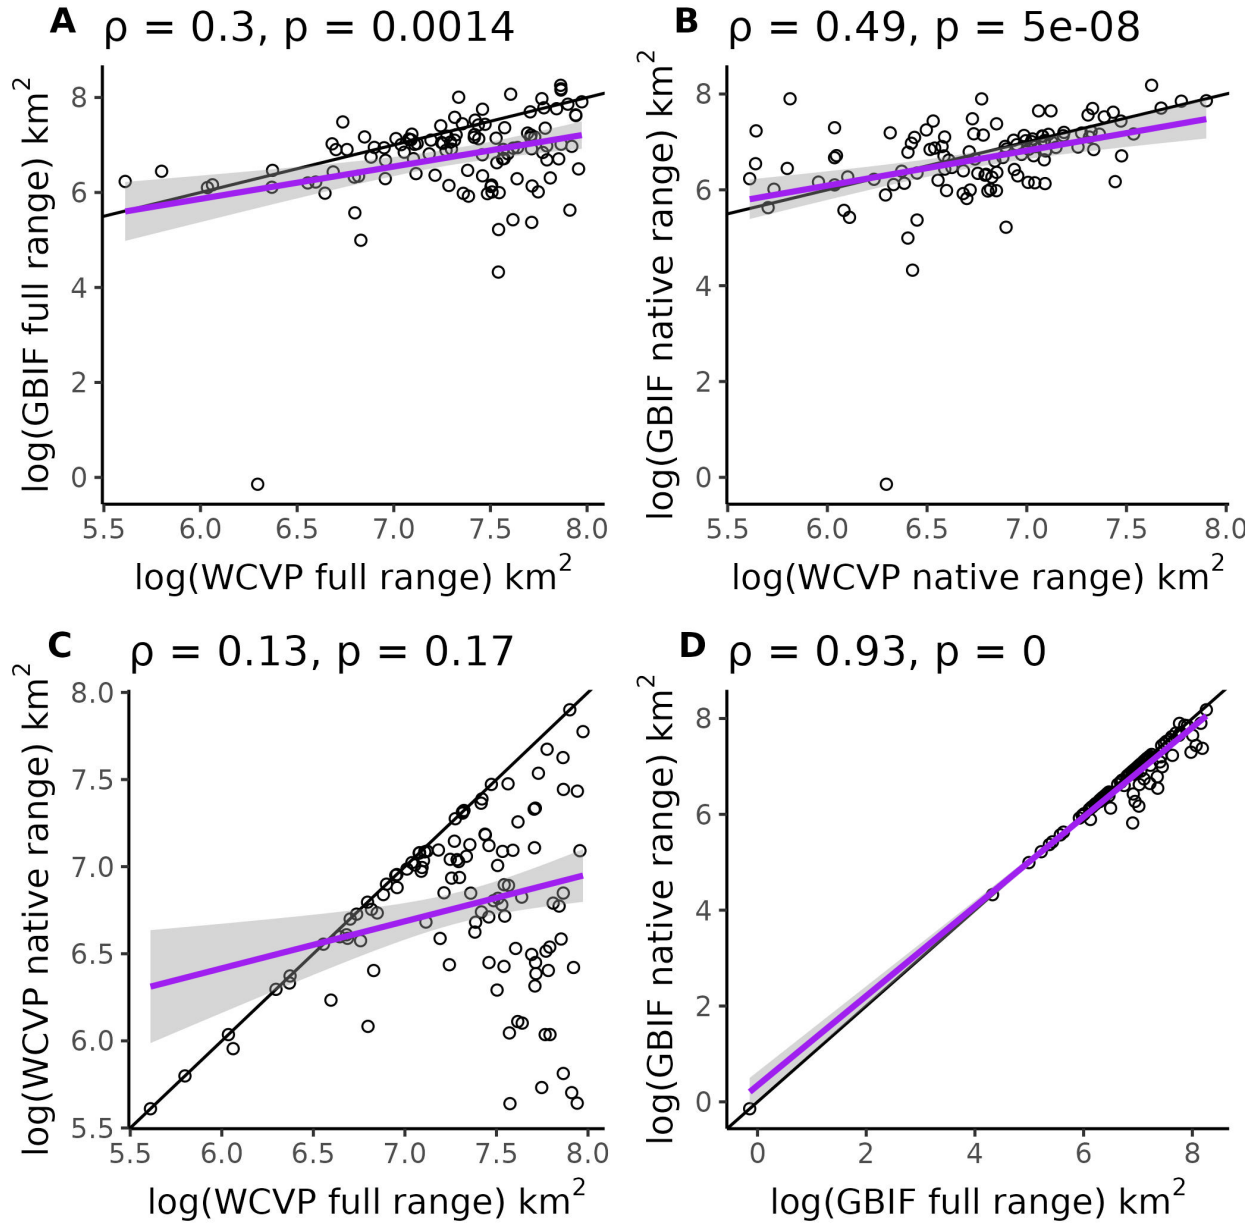 A ρ = 0.3, p = 0.0014
log(GBIF full range) km²
8
6
4
2
0
5.5 6.0 6.5 7.0 7.5 8.0
log(WCVP full range) km²
B ρ = 0.49, p = 5e-08
log(GBIF native range) km²
8
6
4
2
0
5.5 6.0 6.5 7.0 7.5 8.0
log(WCVP native range) km²
C ρ = 0.13, p = 0.17
log(WCVP native range) km²
8.0
7.5
7.0
6.5
6.0
5.5
5.5 6.0 6.5 7.0 7.5 8.0
log(WCVP full range) km²
D ρ = 0.93, p = 0
log(GBIF native range) km²
8
6
4
2
0
0 2 4 6 8
log(GBIF full range) km²